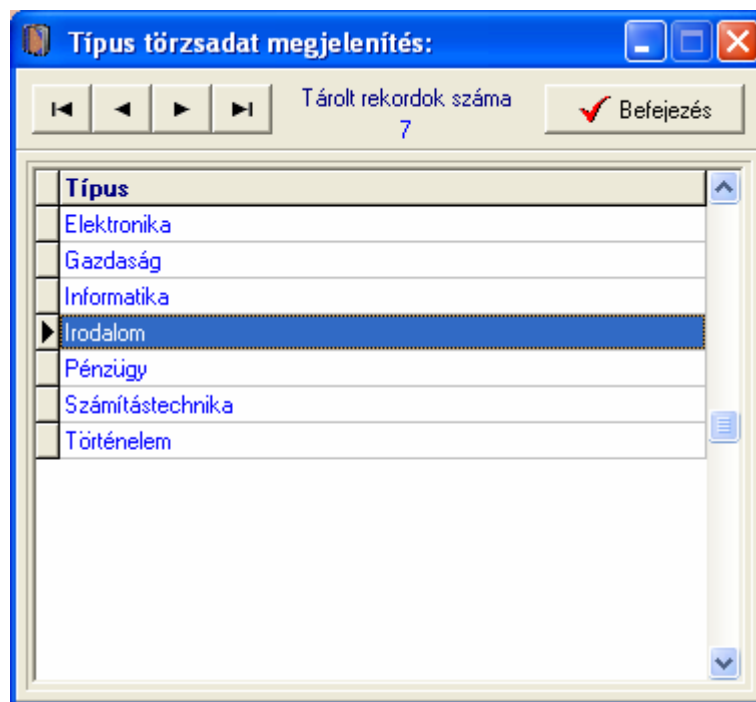 Típus törzsadat megjelenítés:
Tárolt rekordok száma
7
Befejezés
Típus
Elektronika
Gazdaság
Informatika
Irodalom
Pénzügy
Számítástechnika
Történelem